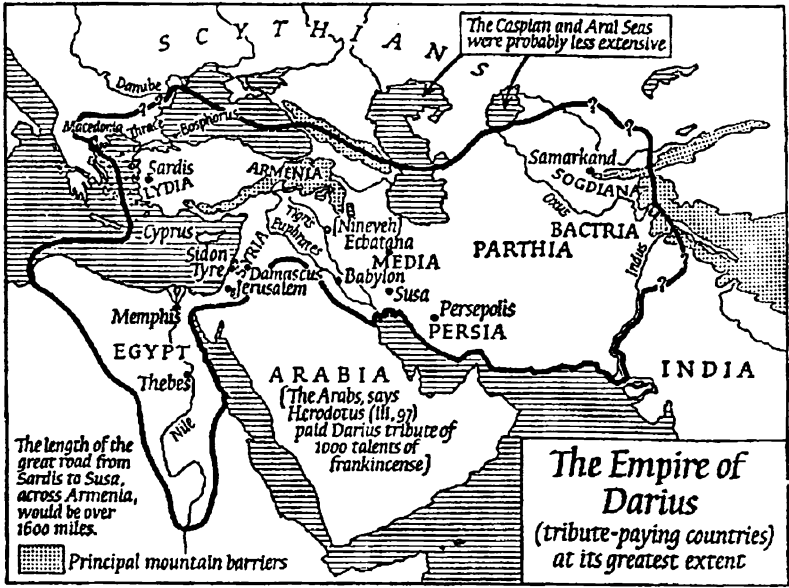 SCYTHIANS
The Caspian and Aral Seas
were probably less extensive
Danube
?
?
?
?
Macedonia
Thrace
Bosphorus
Samarkand
SOGDIANA
Sardis
LYDIA
ARMENIA
Oxus
BACTRIA
Tigris
[Nineveh]
Ecbatana
Euphrates
Cyprus
SYRIA
MEDIA
PARTHIA
Indus
Sidon
Tyre
Damascus
Jerusalem
Babylon
Susa
?
Memphis
Persepolis
PERSIA
EGYPT
INDIA
Thebes
ARABIA
[The Arabs, says
Herodotus (III, 97)
paid Darius tribute of
1000 talents of
frankincense]
Nile
The length of the
great road from
Sardis to Susa,
across Armenia,
would be over
1600 miles.
Principal mountain barriers
The Empire of
Darius
(tribute-paying countries)
at its greatest extent